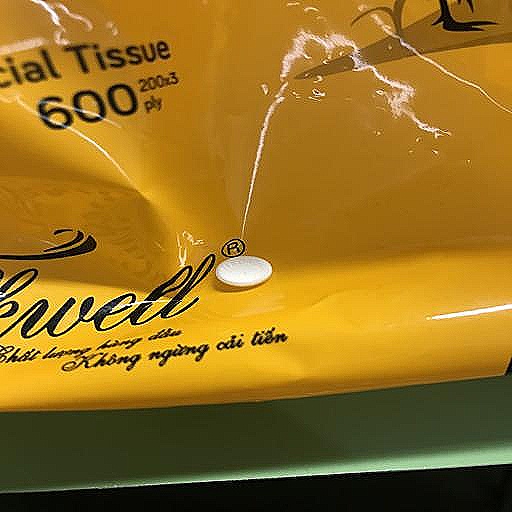 cial Tissue
600 200x3 ply
kwell®
Chất lượng hàng đầu
Không ngừng cải tiến